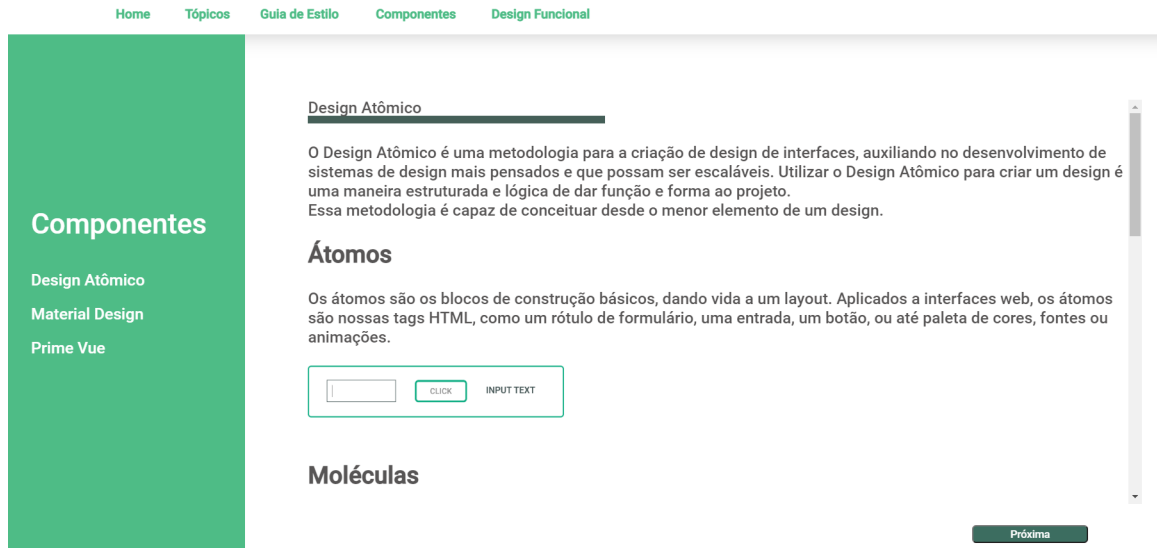 Home Tópicos Guia de Estilo Componentes Design Funcional
Componentes
Design Atômico
Material Design
Prime Vue
Design Atômico
O Design Atômico é uma metodologia para a criação de design de interfaces, auxiliando no desenvolvimento de
sistemas de design mais pensados e que possam ser escaláveis. Utilizar o Design Atômico para criar um design é
uma maneira estruturada e lógica de dar função e forma ao projeto.
Essa metodologia é capaz de conceituar desde o menor elemento de um design.
Átomos
Os átomos são os blocos de construção básicos, dando vida a um layout. Aplicados a interfaces web, os átomos
são nossas tags HTML, como um rótulo de formulário, uma entrada, um botão, ou até paleta de cores, fontes ou
animações.
CLICK INPUT TEXT
Moléculas
Próxima